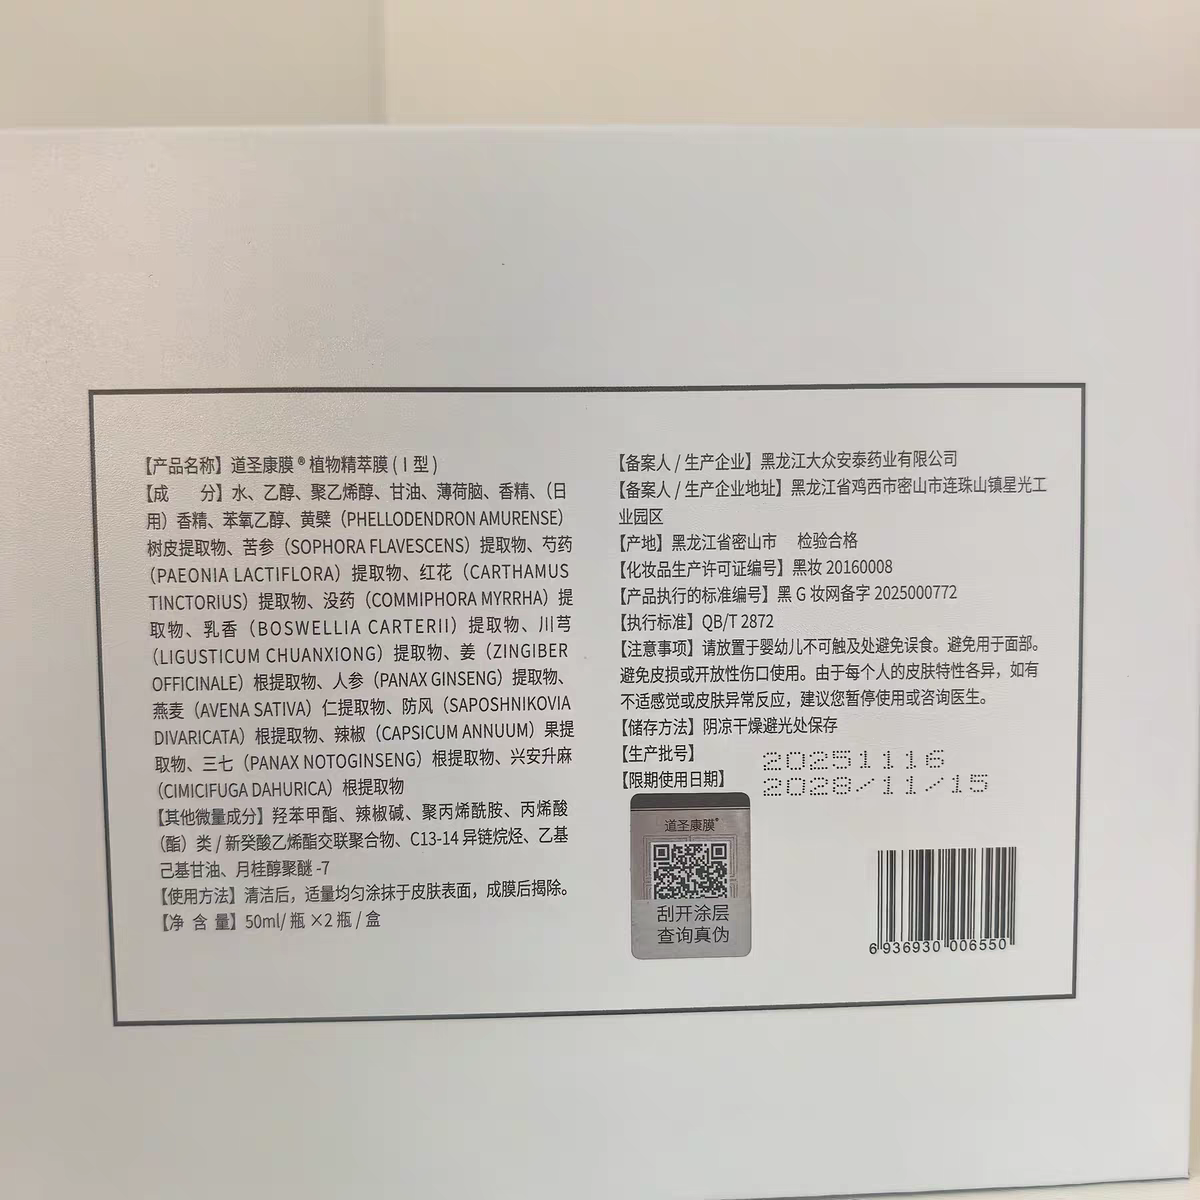 【产品名称】道圣康膜®植物精萃膜(Ⅰ型)
【成 分】水、乙醇、聚乙烯醇、甘油、薄荷脑、香精、（日
用）香精、苯氧乙醇、黄檗（PHELLODENDRON AMURENSE）
树皮提取物、苦参（SOPHORA FLAVESCENS）提取物、芍药
（PAEONIA LACTIFLORA）提取物、红花（CARTHAMUS
TINCTORIUS）提取物、没药（COMMIPHORA MYRRHA）提
取物、乳香（BOSWELLIA CARTERII）提取物、川芎
（LIGUSTICUM CHUANXIONG）提取物、姜（ZINGIBER
OFFICINALE）根提取物、人参（PANAX GINSENG）提取物、
燕麦（AVENA SATIVA）仁提取物、防风（SAPOSHNIKOVIA
DIVARICATA）根提取物、辣椒（CAPSICUM ANNUUM）果提
取物、三七（PANAX NOTOGINSENG）根提取物、兴安升麻
（CIMICIFUGA DAHURICA）根提取物
【其他微量成分】羟苯甲酯、辣椒碱、聚丙烯酰胺、丙烯酸
（酯）类/新癸酸乙烯酯交联聚合物、C13-14异链烷烃、乙基
己基甘油、月桂醇聚醚-7
【使用方法】清洁后，适量均匀涂抹于皮肤表面，成膜后揭除。
【净 含 量】50ml/瓶×2瓶/盒
【备案人/生产企业】黑龙江大众安泰药业有限公司
【备案人/生产企业地址】黑龙江省鸡西市密山市连珠山镇星光工
业园区
【产地】黑龙江省密山市 检验合格
【化妆品生产许可证编号】黑妆20160008
【产品执行的标准编号】黑G妆网备字2025000772
【执行标准】QB/T 2872
【注意事项】请放置于婴幼儿不可触及处避免误食。避免用于面部。
避免皮损或开放性伤口使用。由于每个人的皮肤特性各异，如有
不适感觉或皮肤异常反应，建议您暂停使用或咨询医生。
【储存方法】阴凉干燥避光处保存
【生产批号】 20251116
【限期使用日期】 2028/11/15
道圣康膜®
刮开涂层
查询真伪
6 936930 006550